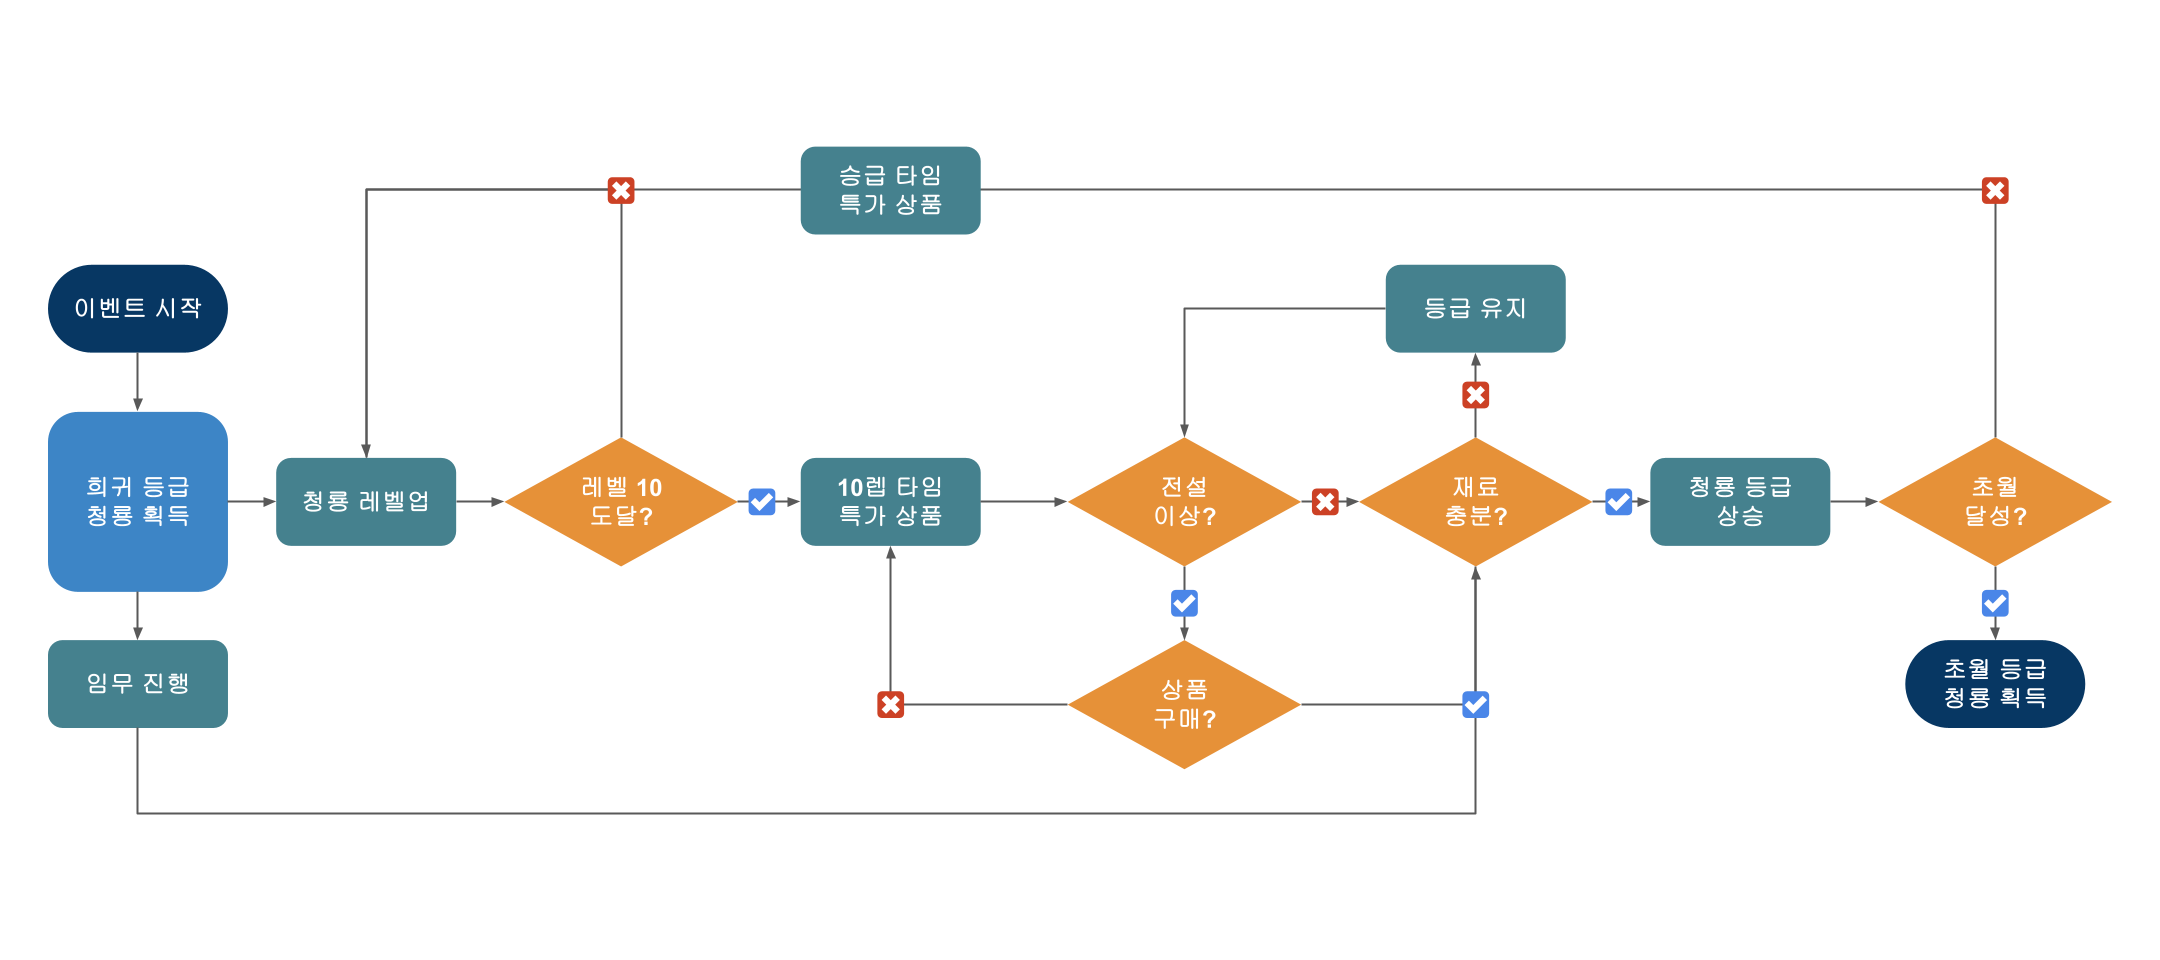 승급 타임
특가 상품
이벤트 시작
등급 유지
희귀 등급
청룡 획득
청룡 레벨업
레벨 10
도달?
10렙 타임
특가 상품
전설
이상?
재료
충분?
청룡 등급
상승
초월
달성?
임무 진행
상품
구매?
초월 등급
청룡 획득